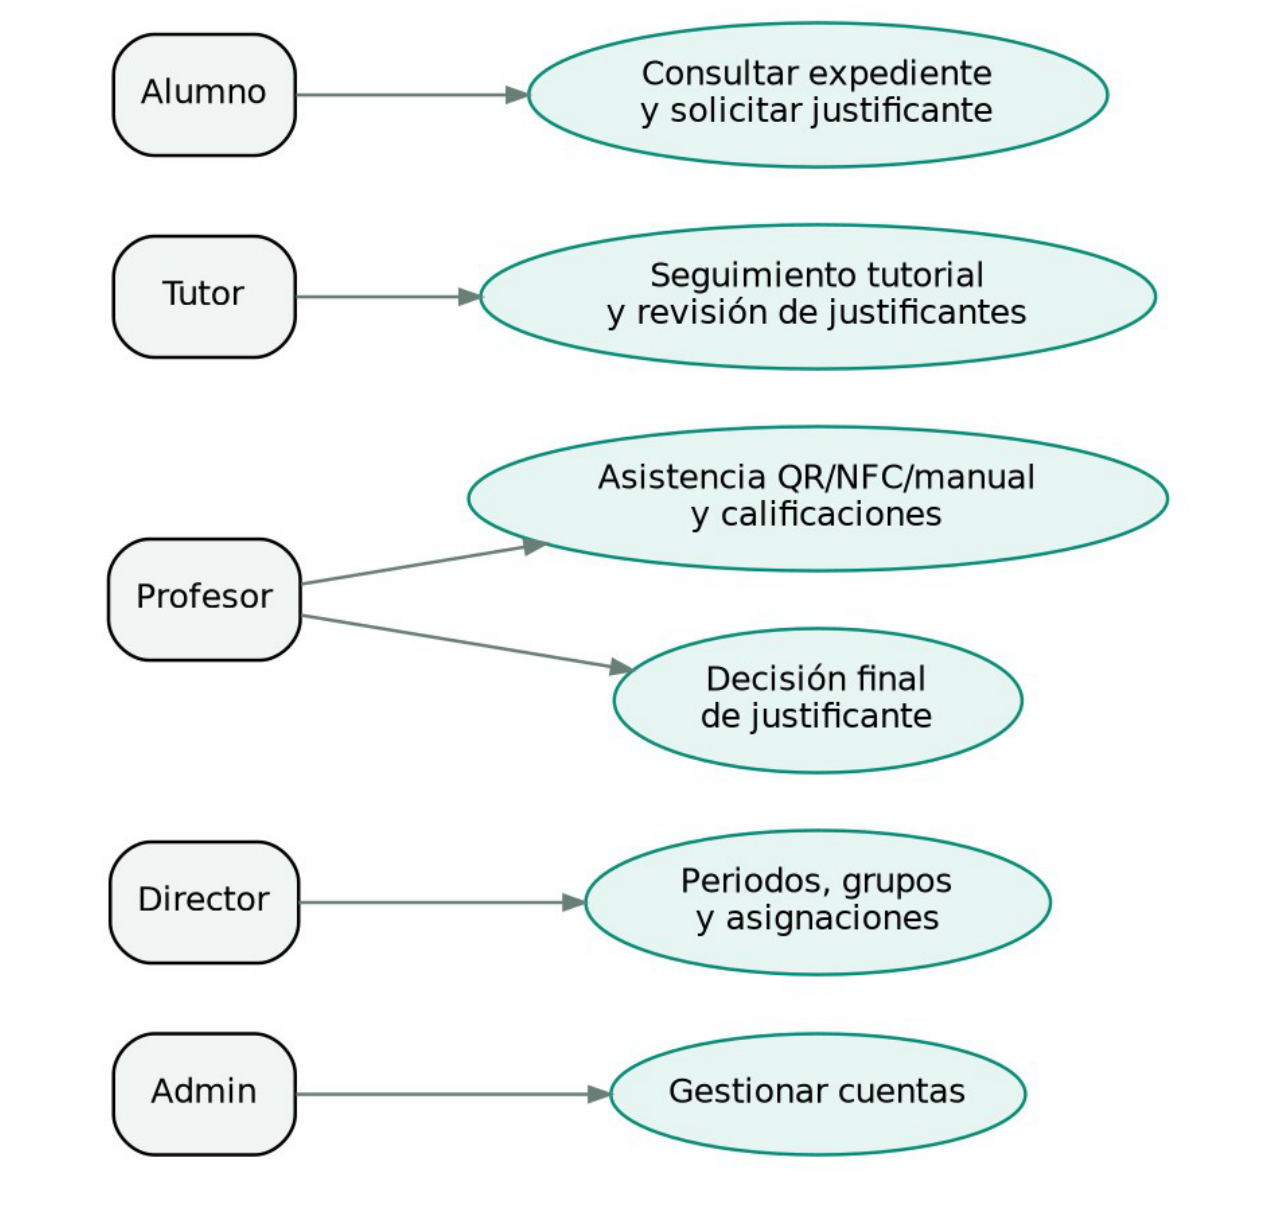 Alumno
Consultar expediente
y solicitar justificante
Tutor
Seguimiento tutorial
y revisión de justificantes
Asistencia QR/NFC/manual
y calificaciones
Profesor
Decisión final
de justificante
Director
Periodos, grupos
y asignaciones
Admin
Gestionar cuentas